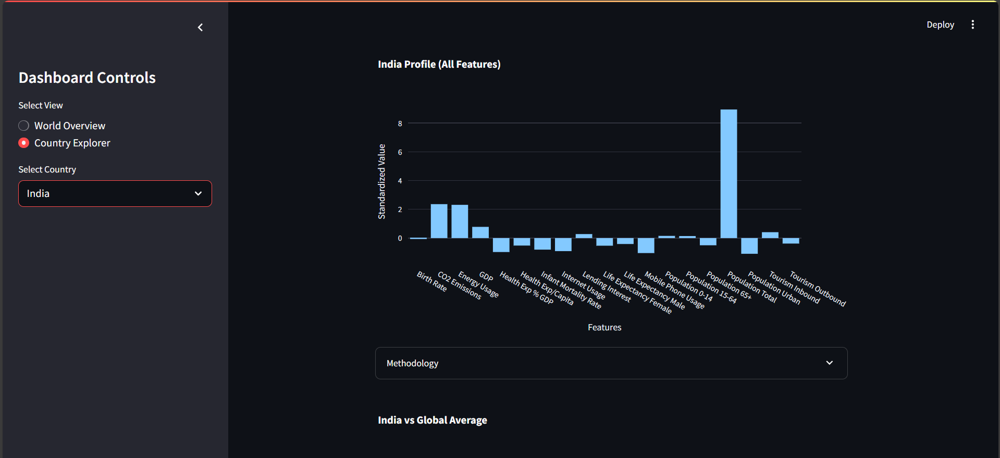 Deploy
Dashboard Controls
Select View
World Overview
Country Explorer
Select Country
India
India Profile (All Features)
Standardized Value
8
6
4
2
0
Birth Rate
CO2 Emissions
Energy Usage
GDP
Health Exp % GDP
Health Exp/Capita
Infant Mortality Rate
Internet Usage
Lending Interest
Life Expectancy Female
Life Expectancy Male
Mobile Phone Usage
Population 0-14
Population 15-64
Population 65+
Population Total
Population Urban
Tourism Inbound
Tourism Outbound
Features
Methodology
India vs Global Average